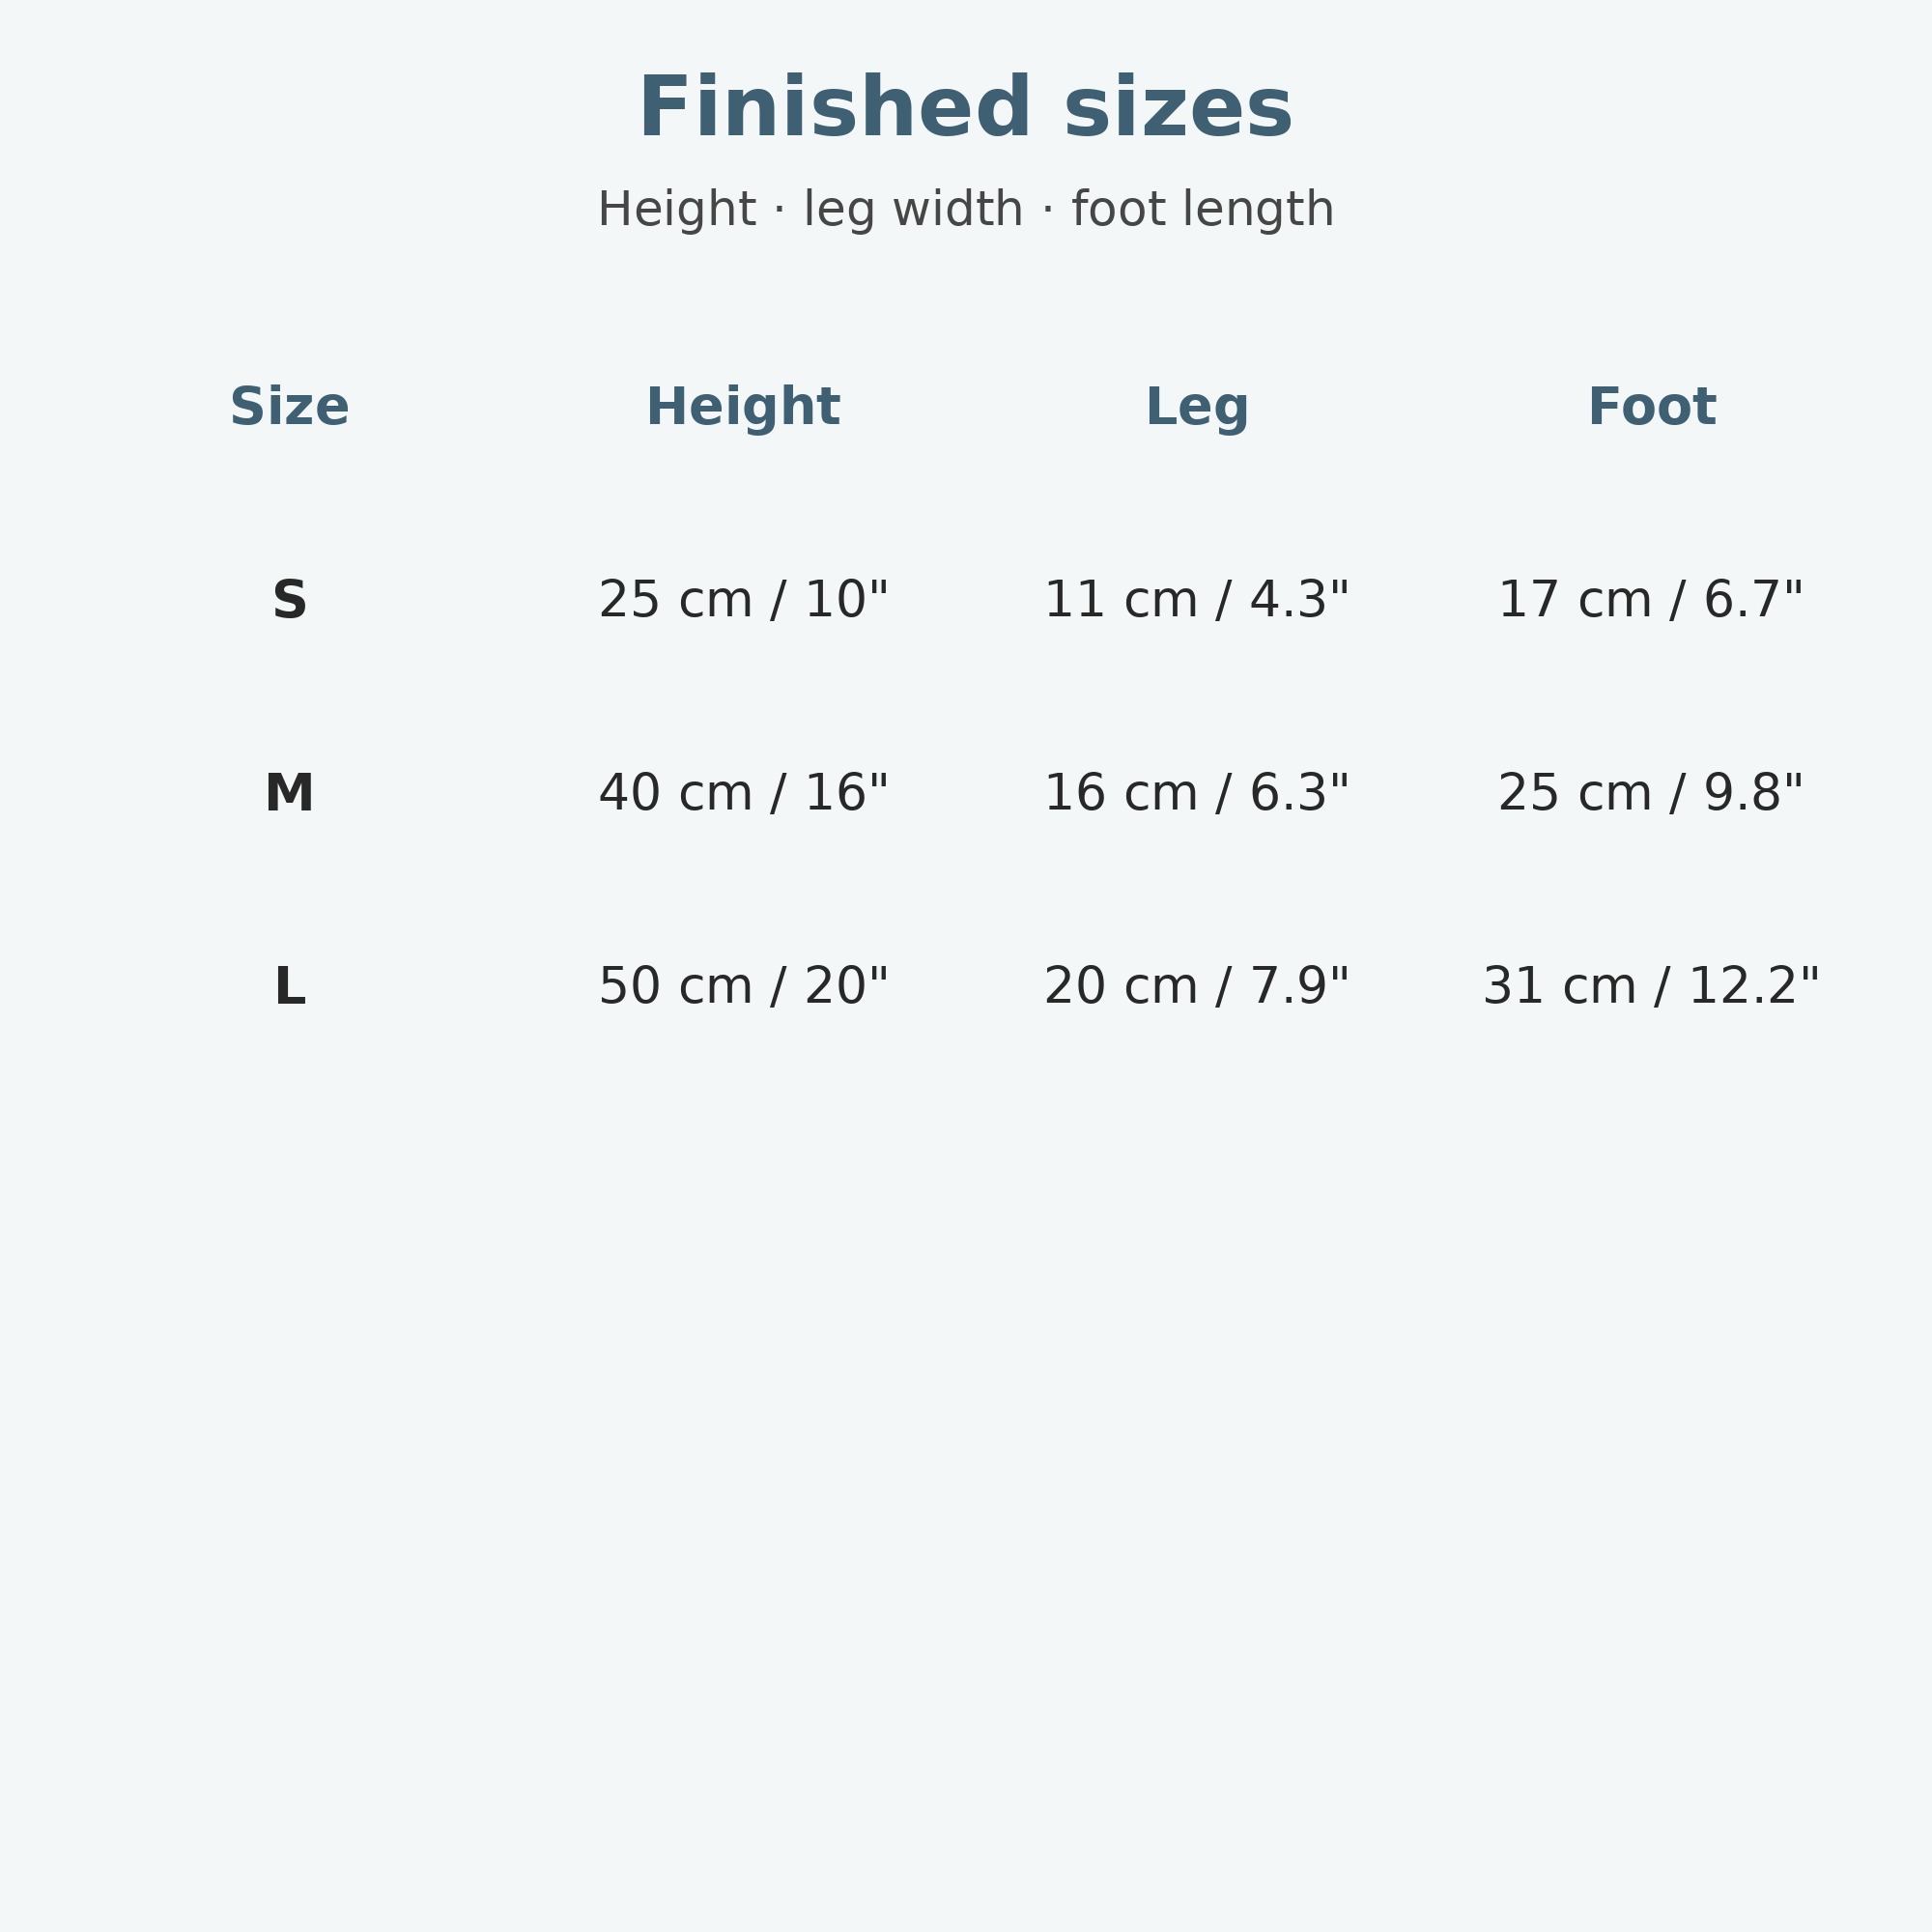 Finished sizes
Height · leg width · foot length
Size Height Leg Foot
S 25 cm / 10" 11 cm / 4.3" 17 cm / 6.7"
M 40 cm / 16" 16 cm / 6.3" 25 cm / 9.8"
L 50 cm / 20" 20 cm / 7.9" 31 cm / 12.2"